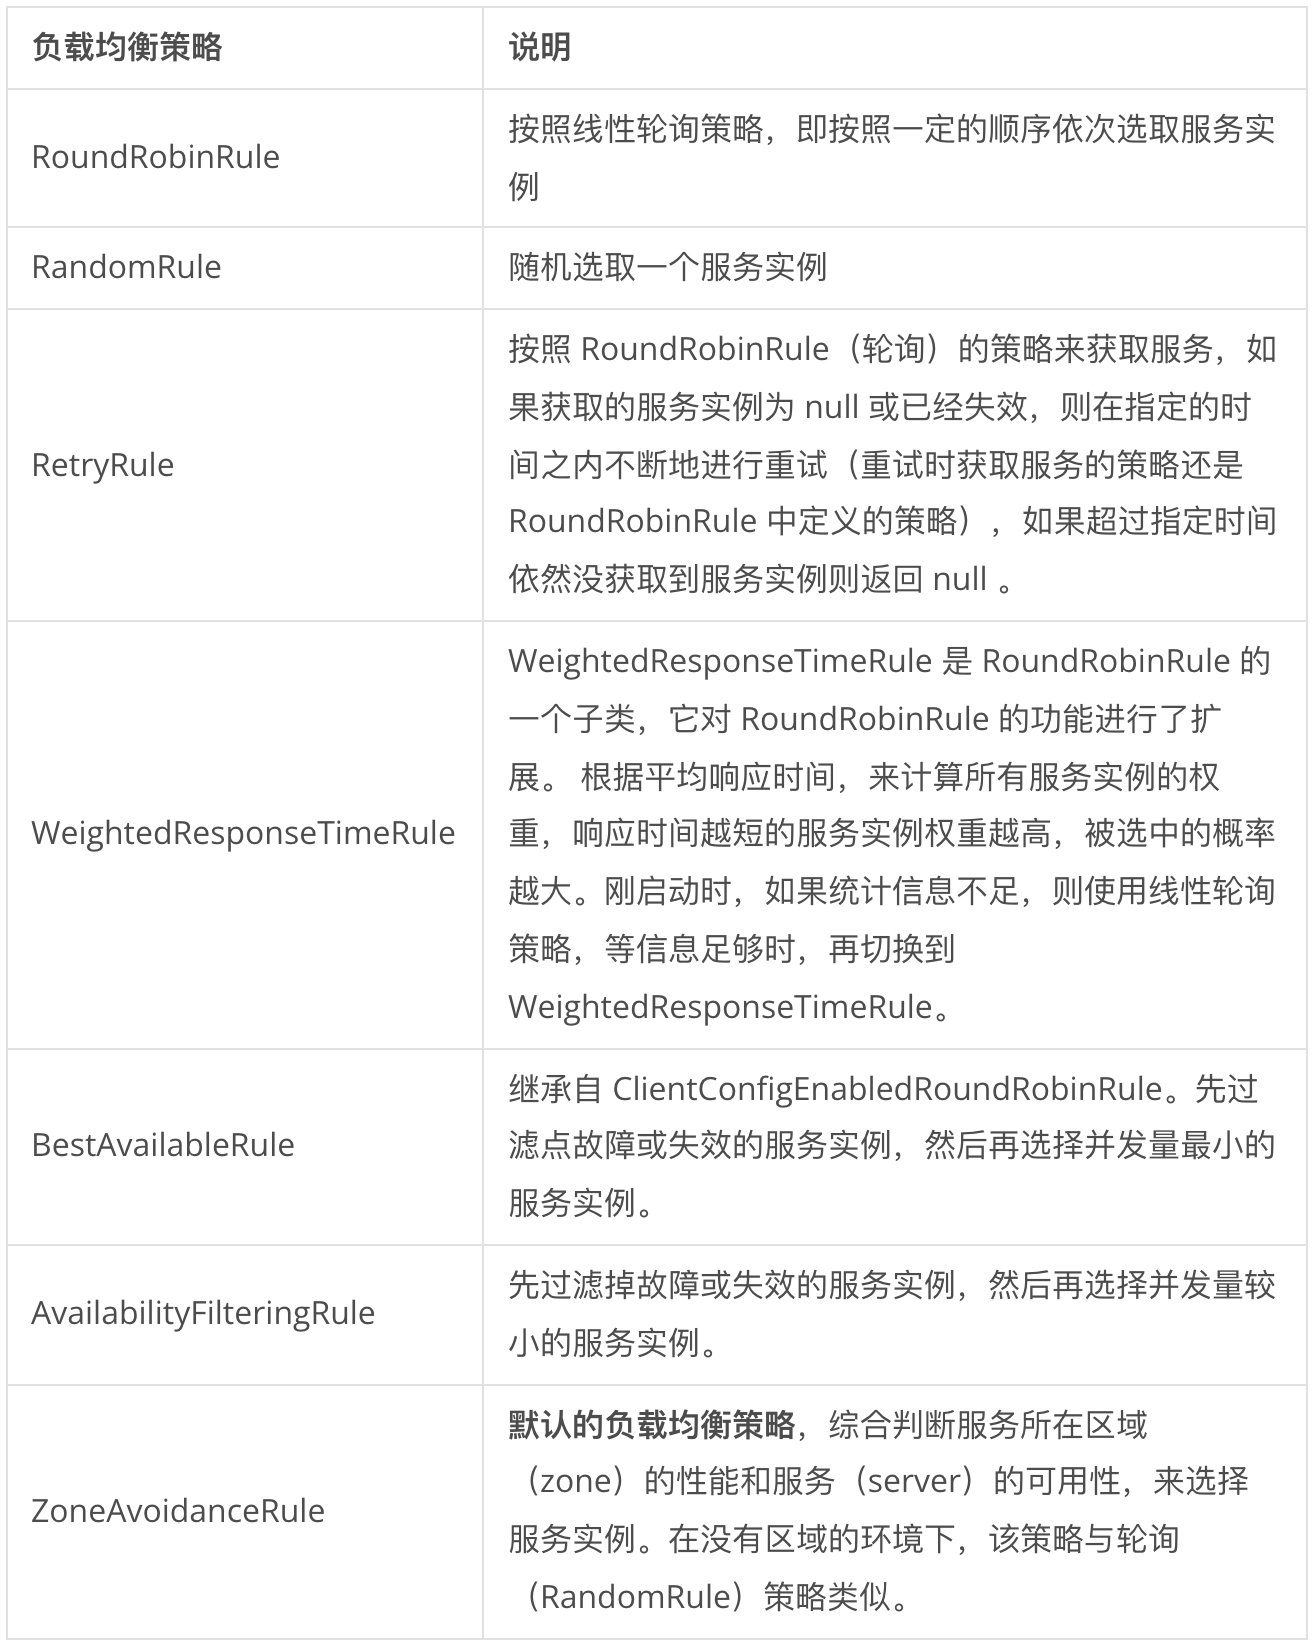 负载均衡策略
说明
RoundRobinRule
按照线性轮询策略，即按照一定的顺序依次选取服务实
例
RandomRule
随机选取一个服务实例
RetryRule
按照 RoundRobinRule（轮询）的策略来获取服务，如
果获取的服务实例为 null 或已经失效，则在指定的时
间之内不断地进行重试（重试时获取服务的策略还是
RoundRobinRule 中定义的策略），如果超过指定时间
依然没获取到服务实例则返回 null 。
WeightedResponseTimeRule
WeightedResponseTimeRule 是 RoundRobinRule 的
一个子类，它对 RoundRobinRule 的功能进行了扩
展。 根据平均响应时间，来计算所有服务实例的权
重，响应时间越短的服务实例权重越高，被选中的概率
越大。刚启动时，如果统计信息不足，则使用线性轮询
策略，等信息足够时，再切换到
WeightedResponseTimeRule。
BestAvailableRule
继承自 ClientConfigEnabledRoundRobinRule。先过
滤点故障或失效的服务实例，然后再选择并发量最小的
服务实例。
AvailabilityFilteringRule
先过滤掉故障或失效的服务实例，然后再选择并发量较
小的服务实例。
ZoneAvoidanceRule
默认的负载均衡策略，综合判断服务所在区域
（zone）的性能和服务（server）的可用性，来选择
服务实例。在没有区域的环境下，该策略与轮询
（RandomRule）策略类似。